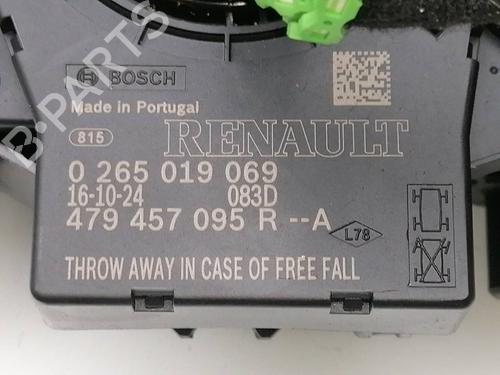 BOSCH
Made in Portugal
815
RENAULT
0 265 019 069
16-10-24 083D
479 457 095 R --A
L78
THROW AWAY IN CASE OF FREE FALL
B-PARTS